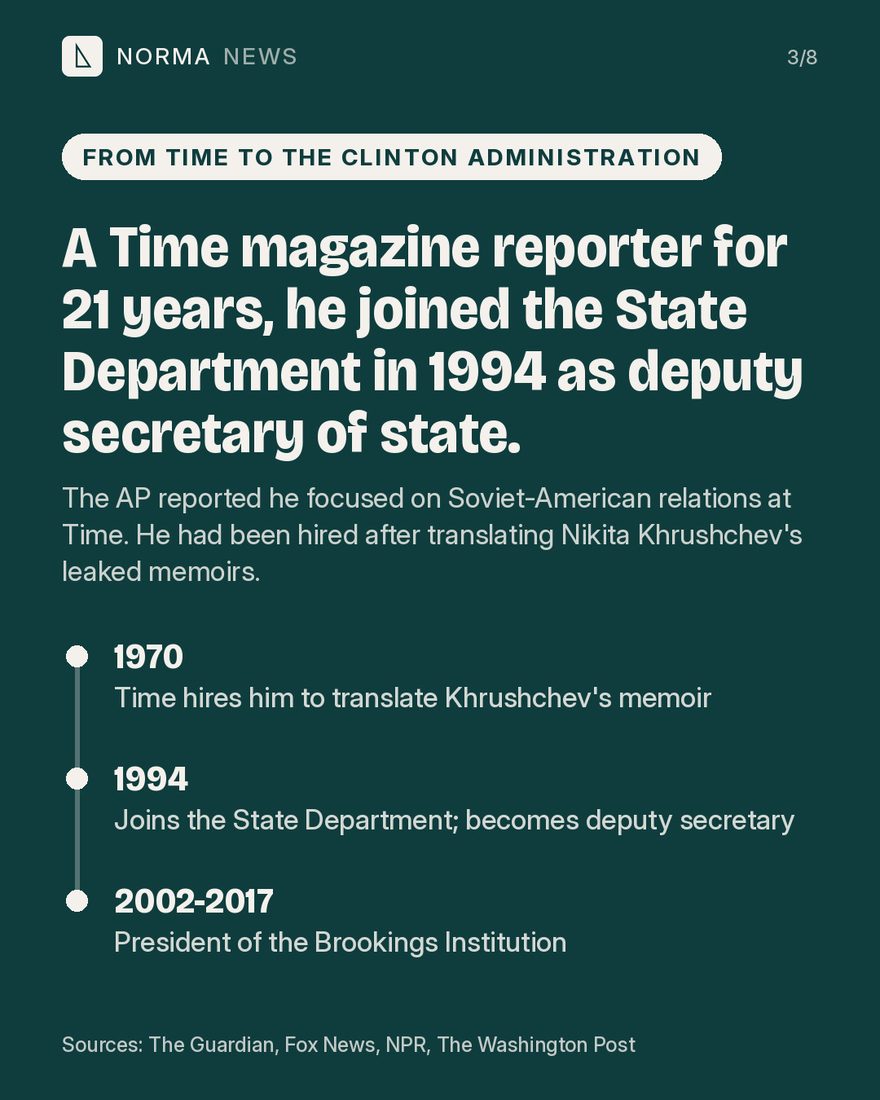 NORMA NEWS
3/8
FROM TIME TO THE CLINTON ADMINISTRATION
A Time magazine reporter for
21 years, he joined the State
Department in 1994 as deputy
secretary of state.
The AP reported he focused on Soviet-American relations at
Time. He had been hired after translating Nikita Khrushchev's
leaked memoirs.
1970
Time hires him to translate Khrushchev's memoir
1994
Joins the State Department; becomes deputy secretary
2002-2017
President of the Brookings Institution
Sources: The Guardian, Fox News, NPR, The Washington Post